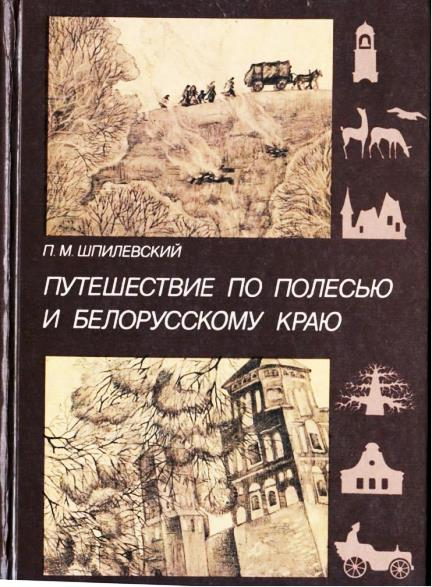 П. М. ШПИЛЕВСКИЙ
ПУТЕШЕСТВИЕ ПО ПОЛЕСЬЮ
И БЕЛОРУССКОМУ КРАЮ